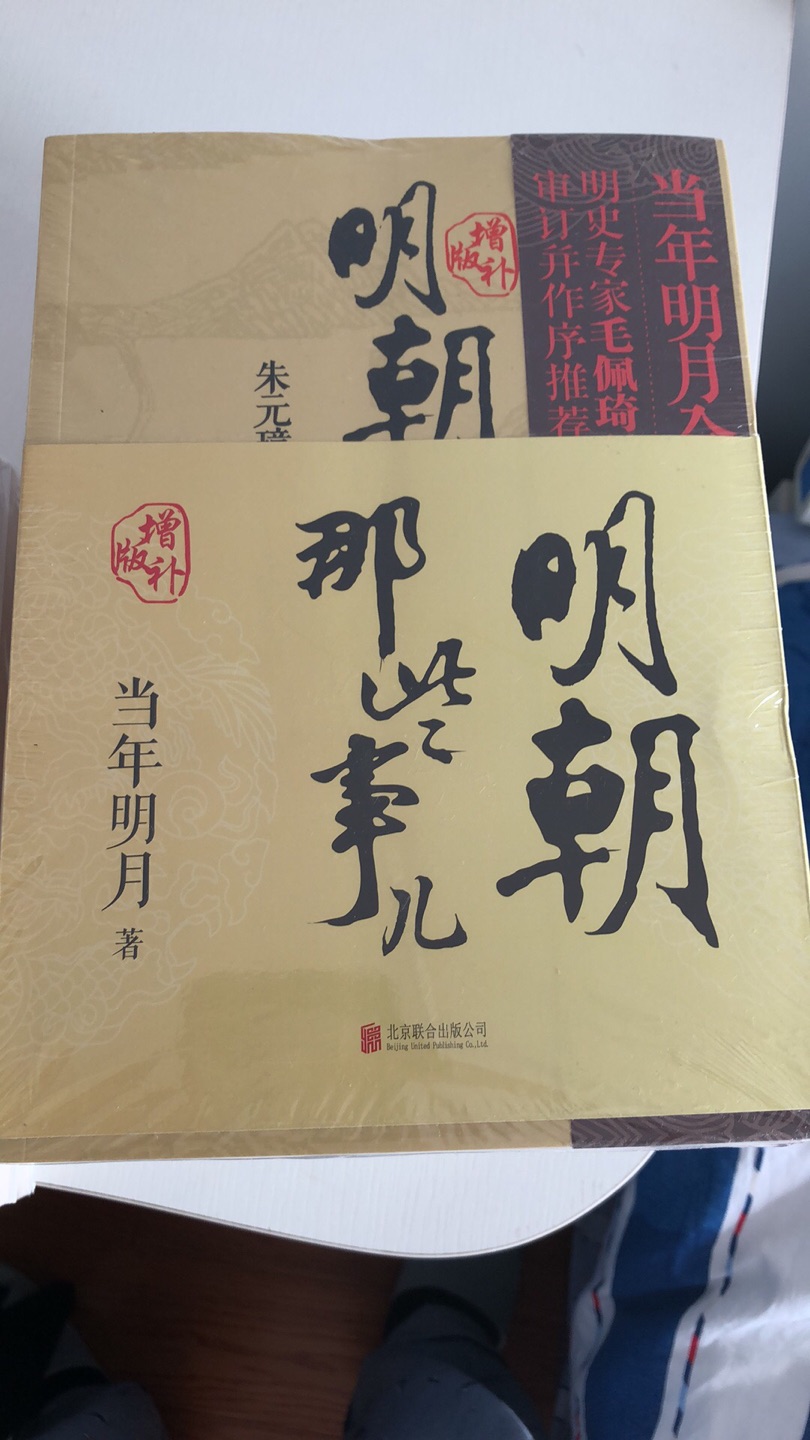 当年明月
明史专家毛佩琦
审订并作序推荐
增补版
明朝
朱元璋
明朝
那些事儿
增补版
当年明月 著
北京联合出版公司
Beijing United Publishing Co.,Ltd.